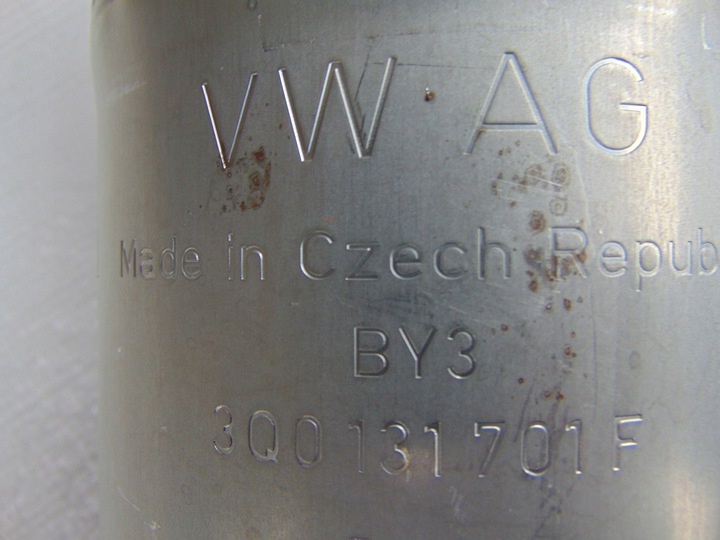 VW AG
Made in Czech Repub
BY3
3Q0 131 701 F